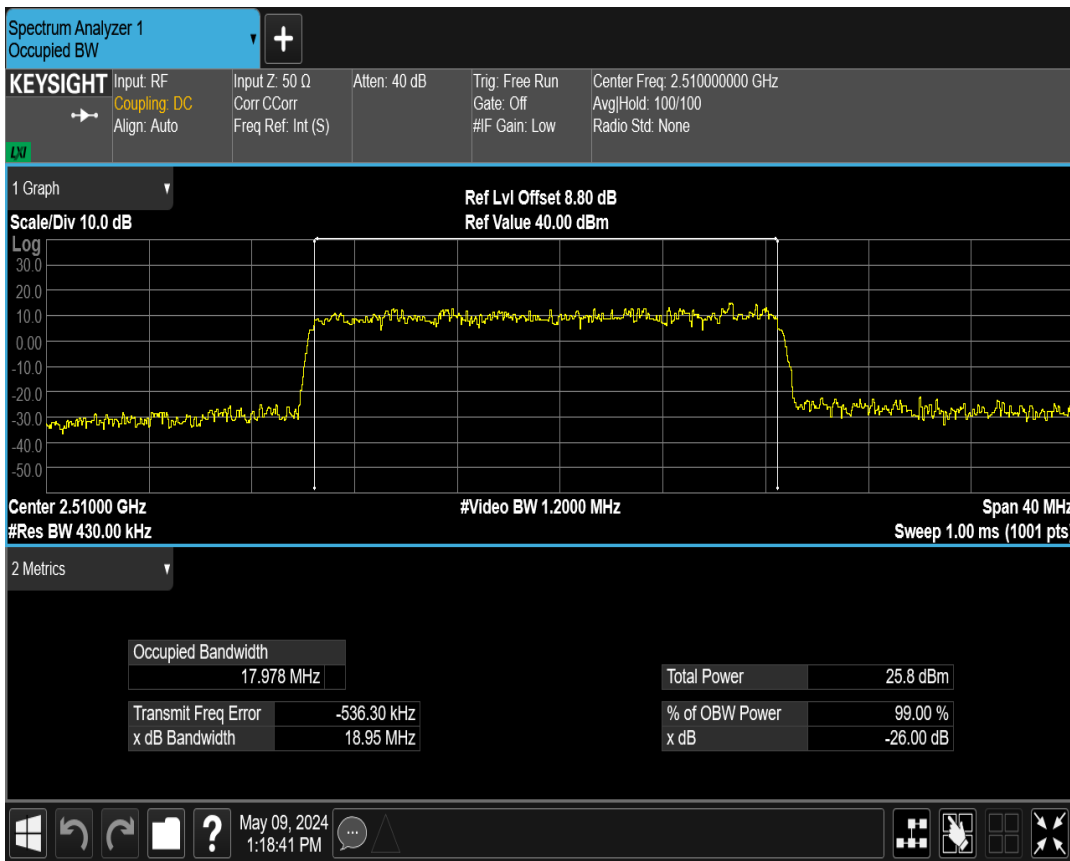 Spectrum Analyzer 1
Occupied BW
KEYSIGHT
LXI
Input: RF
Coupling: DC
Align: Auto
Input Z: 50 Ω
Corr CCorr
Freq Ref: Int (S)
Atten: 40 dB
Trig: Free Run
Gate: Off
#IF Gain: Low
Center Freq: 2.510000000 GHz
Avg|Hold: 100/100
Radio Std: None
1 Graph
Scale/Div 10.0 dB
Ref Lvl Offset 8.80 dB
Ref Value 40.00 dBm
Log
30.0
20.0
10.0
0.00
-10.0
-20.0
-30.0
-40.0
-50.0
Center 2.51000 GHz
#Video BW 1.2000 MHz
Span 40 MHz
#Res BW 430.00 kHz
Sweep 1.00 ms (1001 pts)
2 Metrics
Occupied Bandwidth
17.978 MHz
Total Power 25.8 dBm
Transmit Freq Error -536.30 kHz
% of OBW Power 99.00 %
x dB Bandwidth 18.95 MHz
x dB -26.00 dB
May 09, 2024
1:18:41 PM